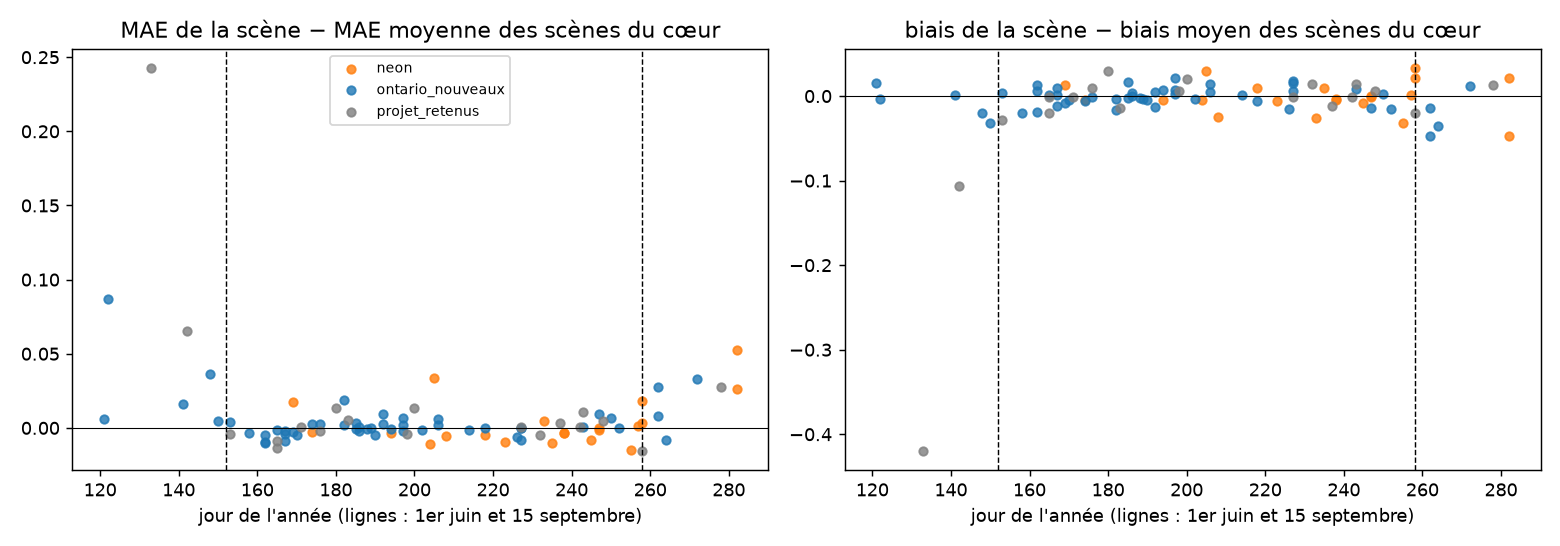 MAE de la scène − MAE moyenne des scènes du cœur
0.25
0.20
0.15
0.10
0.05
0.00
neon
ontario_nouveaux
projet_retenus
120 140 160 180 200 220 240 260 280
jour de l'année (lignes : 1er juin et 15 septembre)
biais de la scène − biais moyen des scènes du cœur
0.0
−0.1
−0.2
−0.3
−0.4
120 140 160 180 200 220 240 260 280
jour de l'année (lignes : 1er juin et 15 septembre)